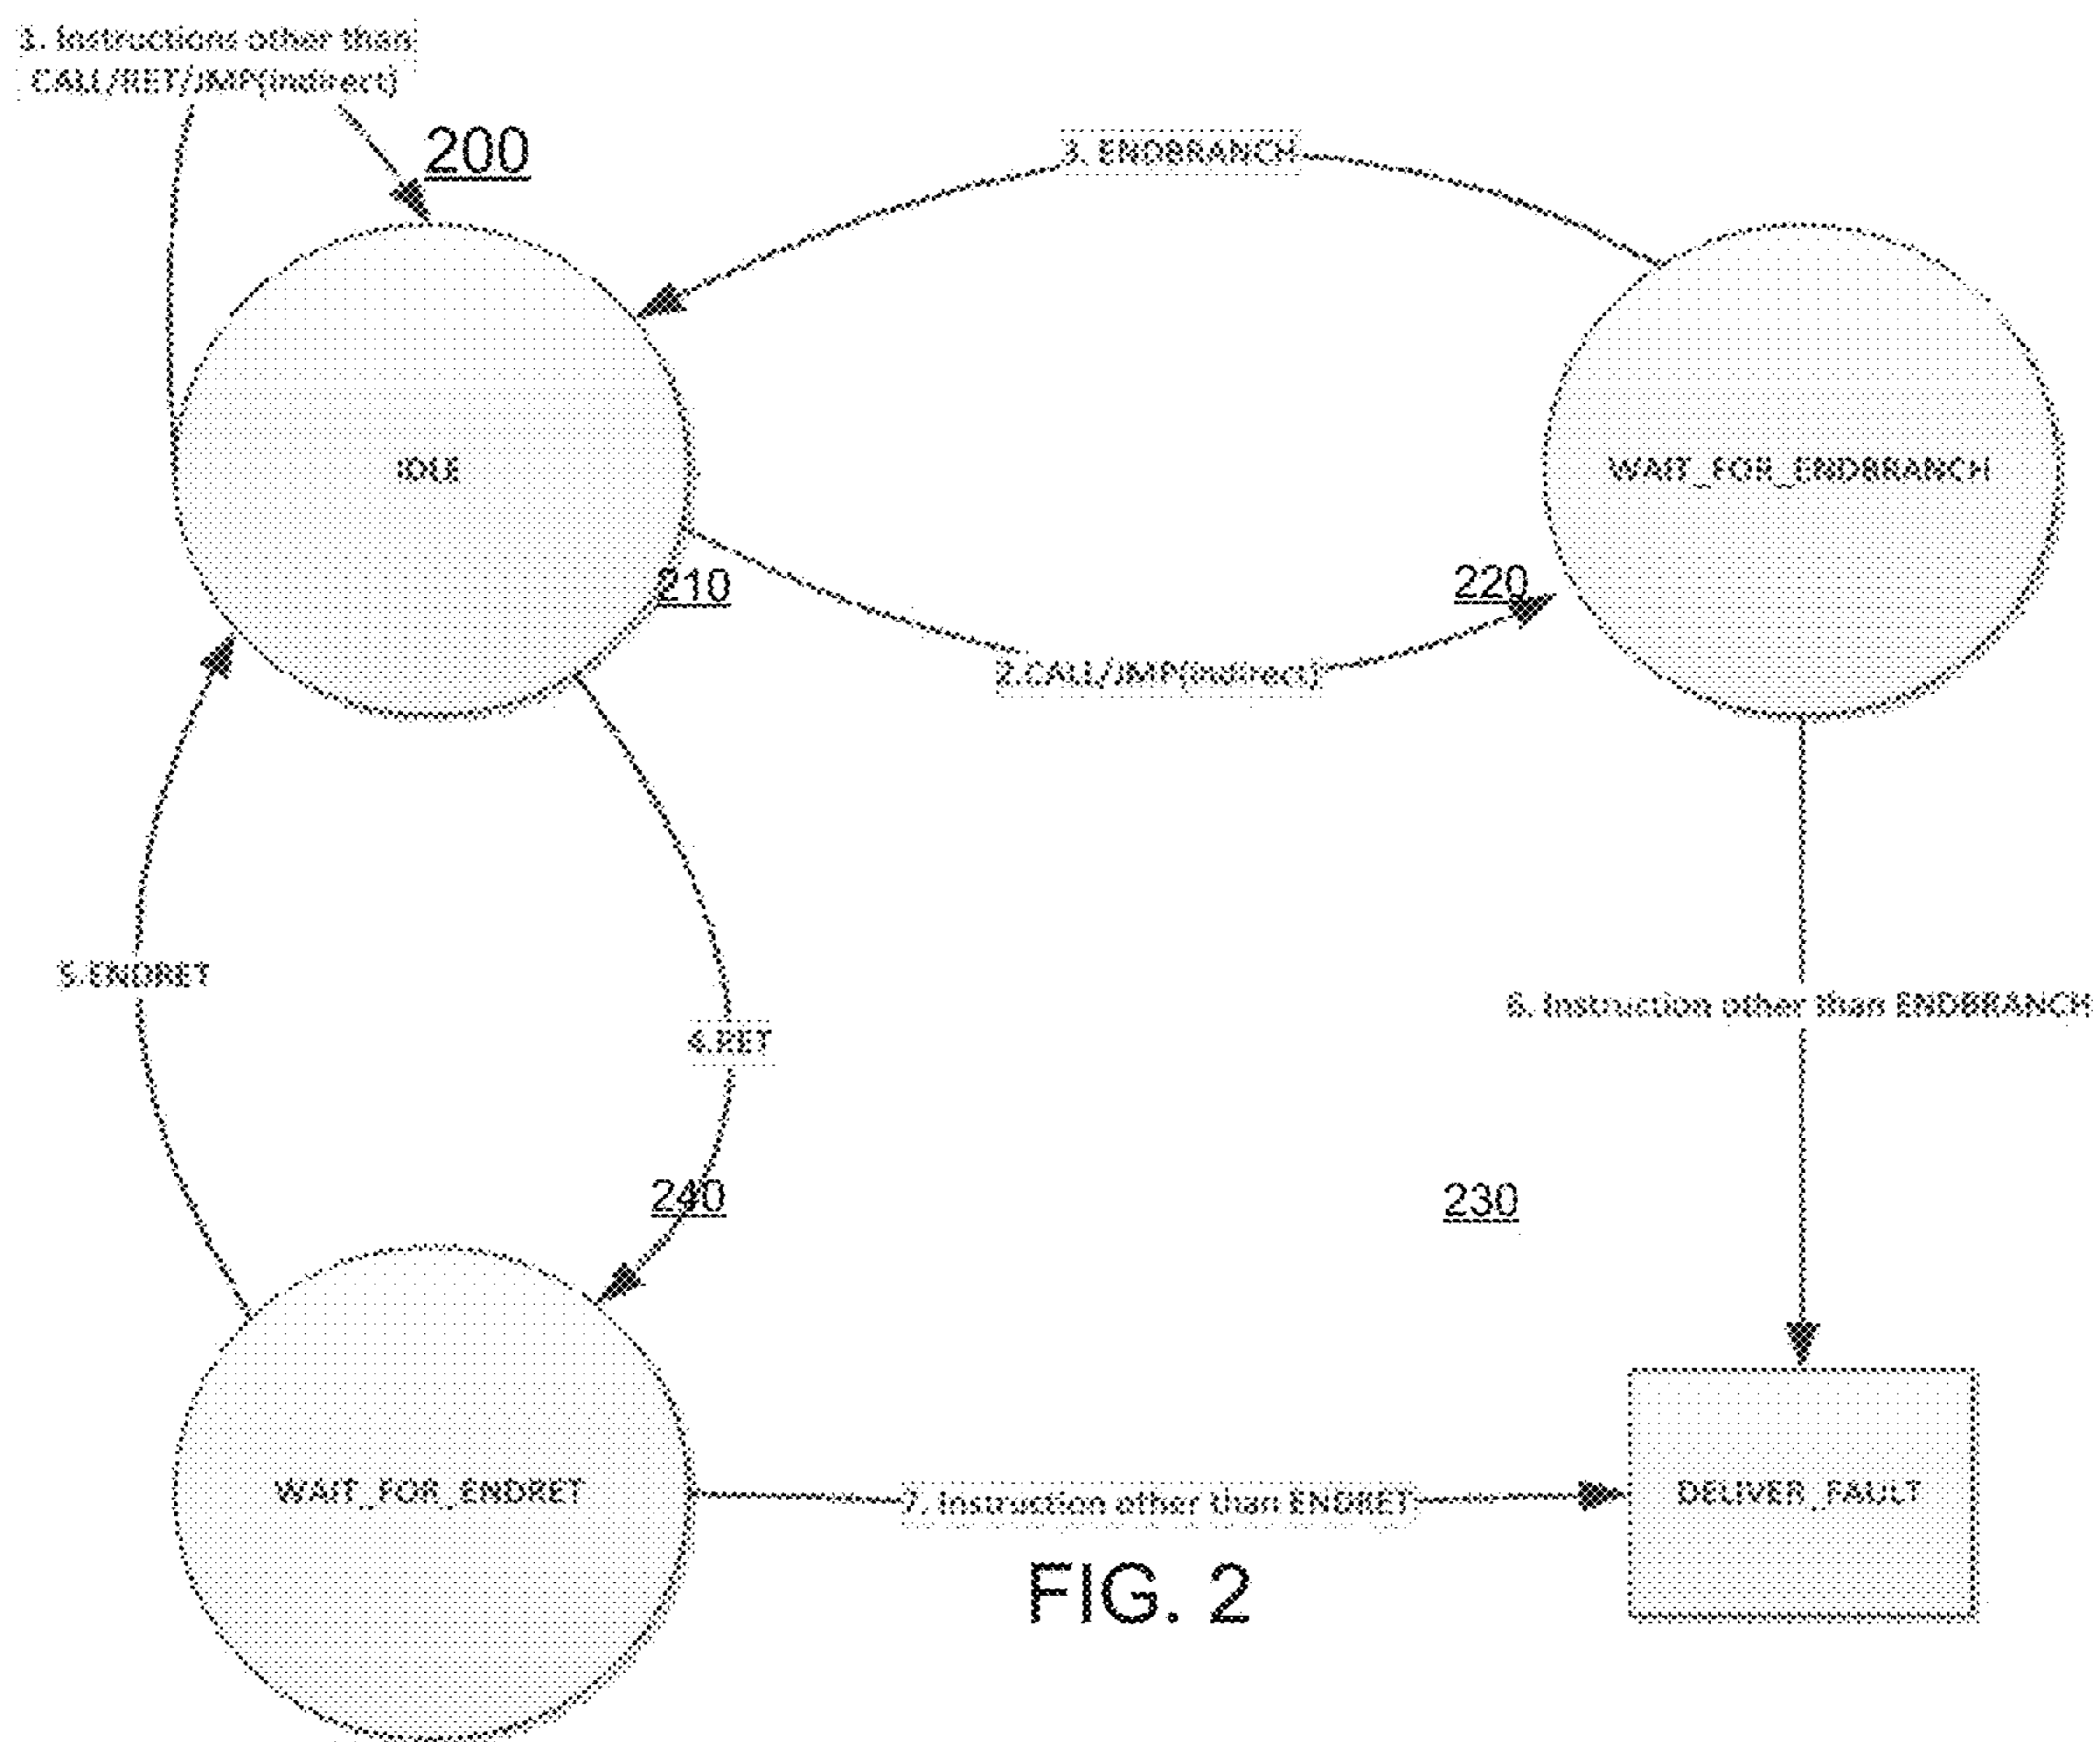 1. Instructions other than
CALL/RET/JMP(indirect)
200
3. ENDBRANCH
IDLE
WAIT_FOR_ENDBRANCH
210
220
2.CALL/JMP(indirect)
5.ENDRET
6. Instruction other than ENDBRANCH
4.RET
240
230
WAIT_FOR_ENDRET
7. Instruction other than ENDRET
DELIVER_FAULT
FIG. 2